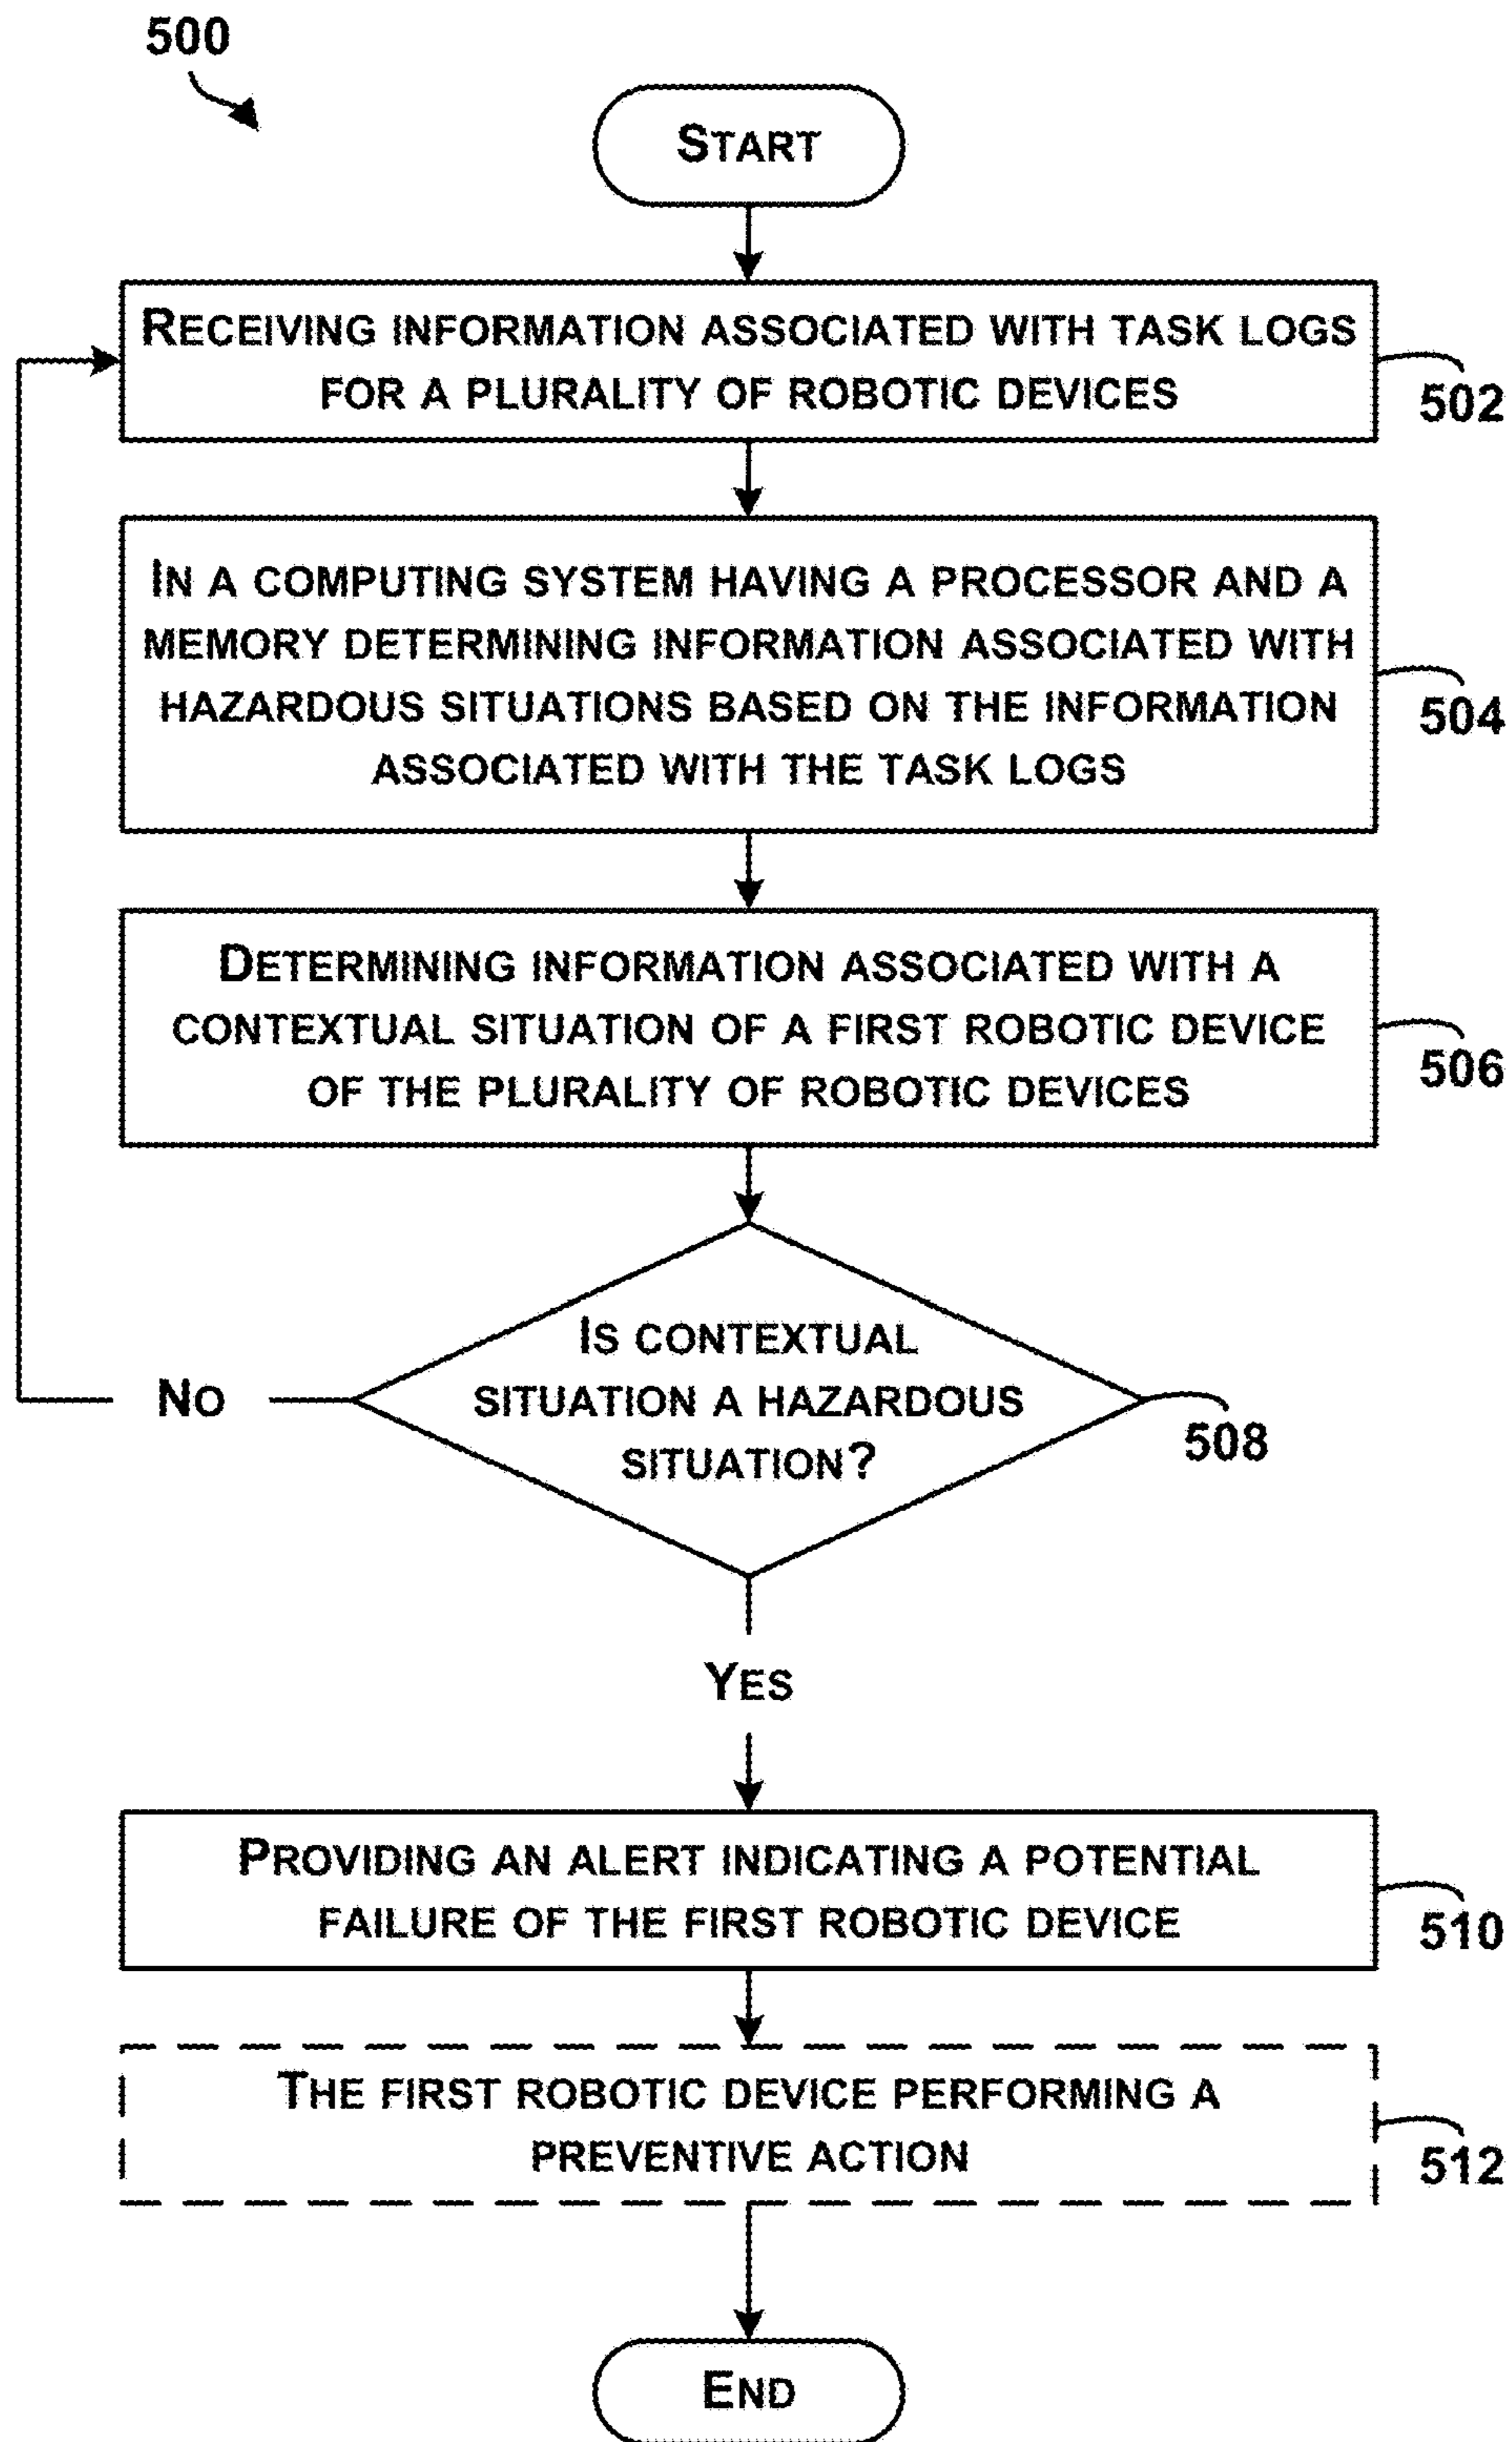 500
START
RECEIVING INFORMATION ASSOCIATED WITH TASK LOGS
FOR A PLURALITY OF ROBOTIC DEVICES
502
IN A COMPUTING SYSTEM HAVING A PROCESSOR AND A
MEMORY DETERMINING INFORMATION ASSOCIATED WITH
HAZARDOUS SITUATIONS BASED ON THE INFORMATION
ASSOCIATED WITH THE TASK LOGS
504
DETERMINING INFORMATION ASSOCIATED WITH A
CONTEXTUAL SITUATION OF A FIRST ROBOTIC DEVICE
OF THE PLURALITY OF ROBOTIC DEVICES
506
IS CONTEXTUAL
SITUATION A HAZARDOUS
SITUATION?
508
NO
YES
PROVIDING AN ALERT INDICATING A POTENTIAL
FAILURE OF THE FIRST ROBOTIC DEVICE
510
THE FIRST ROBOTIC DEVICE PERFORMING A
PREVENTIVE ACTION
512
END